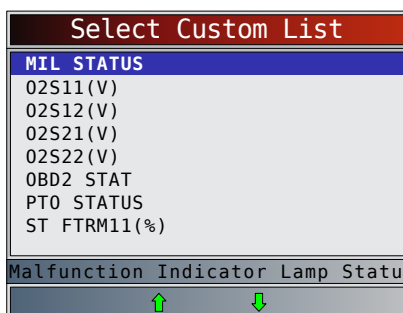 Select Custom List
MIL STATUS
O2S11(V)
O2S12(V)
O2S21(V)
O2S22(V)
OBD2 STAT
PTO STATUS
ST FTRM11(%)
Malfunction Indicator Lamp Statu